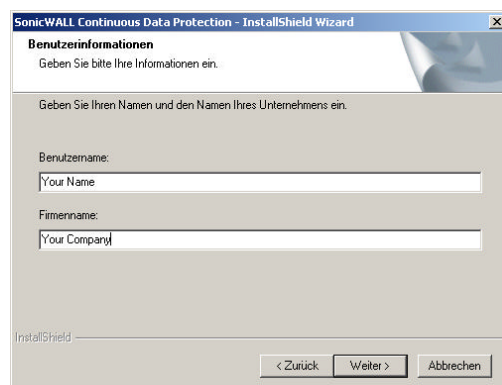 SonicWALL Continuous Data Protection - InstallShield Wizard
Benutzerinformationen
Geben Sie bitte Ihre Informationen ein.
Geben Sie Ihren Namen und den Namen Ihres Unternehmens ein.
Benutzername:
Your Name
Firmenname:
Your Company
InstallShield
< Zurück Weiter > Abbrechen